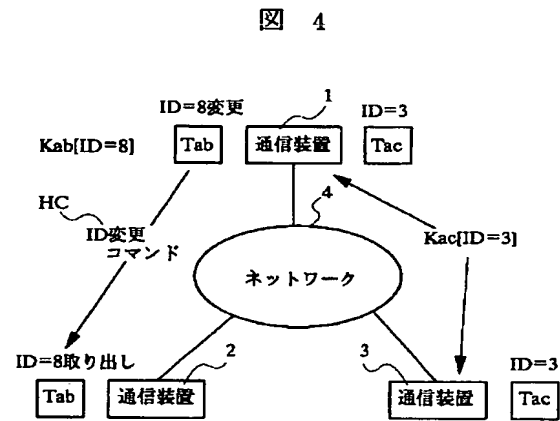 図 4
1
ID=8変更
ID=3
Kab[ID=8]
Tab
通信装置
Tac
HC
4
ID変更
コマンド
Kac[ID=3]
ネットワーク
ID=8取り出し
2
3
ID=3
Tab
通信装置
通信装置
Tac